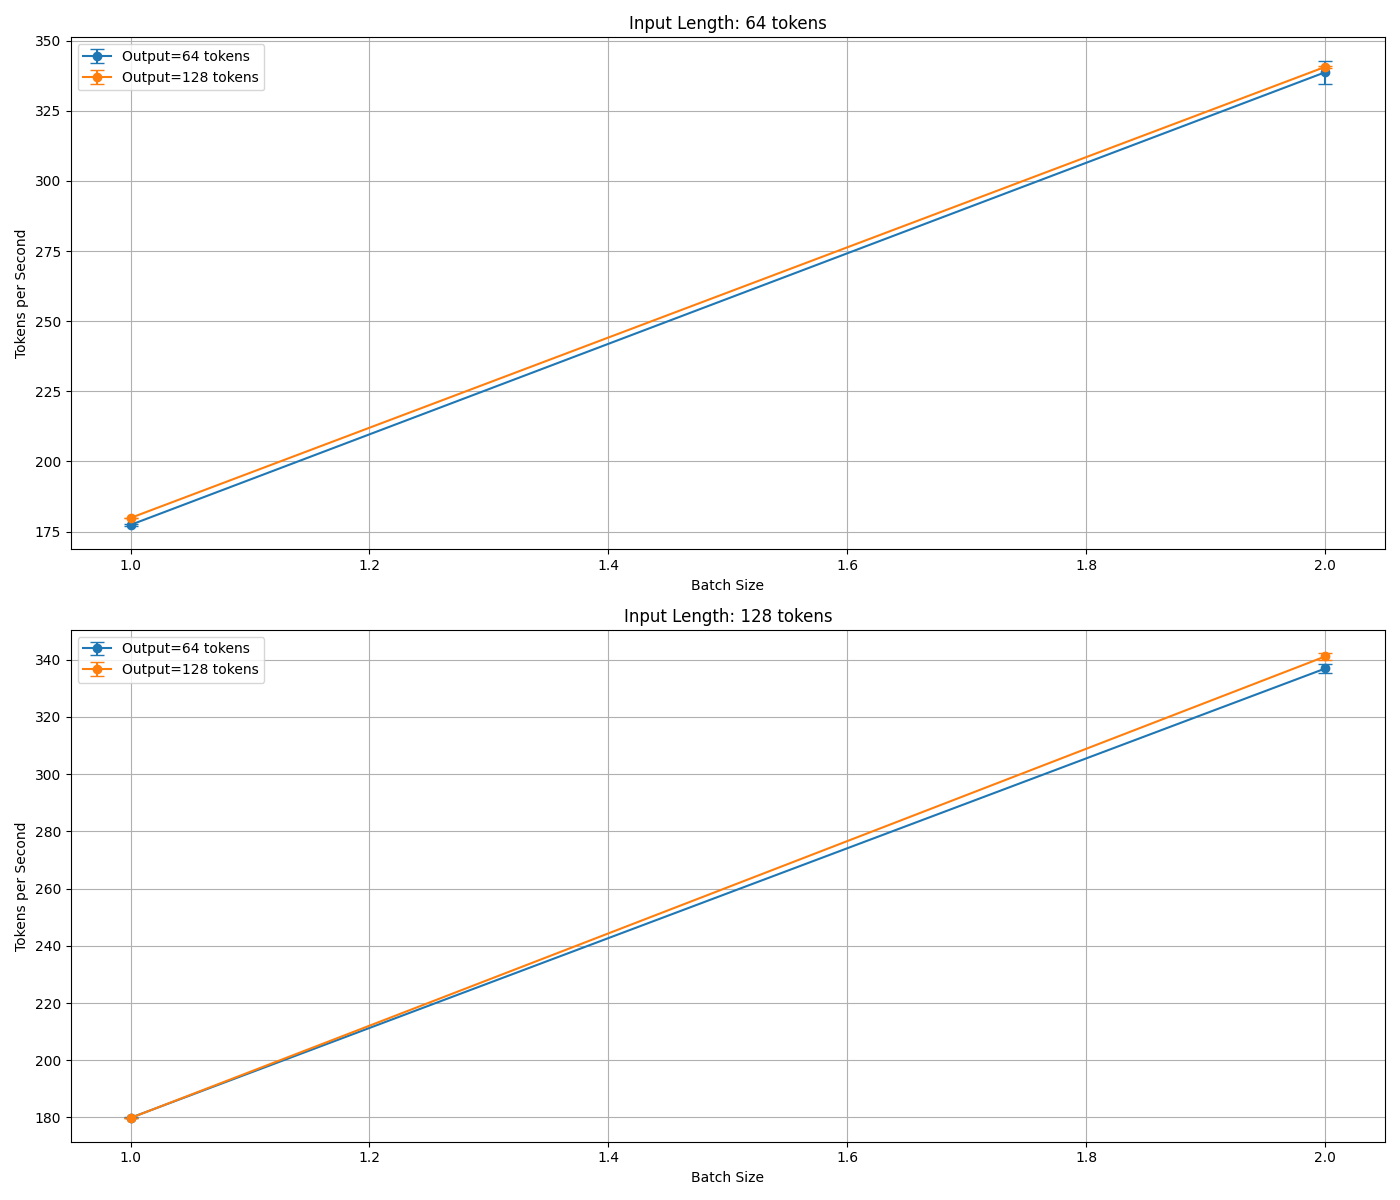 Input Length: 64 tokens
350
325
300
275
250
225
200
175
Tokens per Second
Output=64 tokens
Output=128 tokens
1.0 1.2 1.4 1.6 1.8 2.0
Batch Size
Input Length: 128 tokens
340
320
300
280
260
240
220
200
180
Tokens per Second
Output=64 tokens
Output=128 tokens
1.0 1.2 1.4 1.6 1.8 2.0
Batch Size